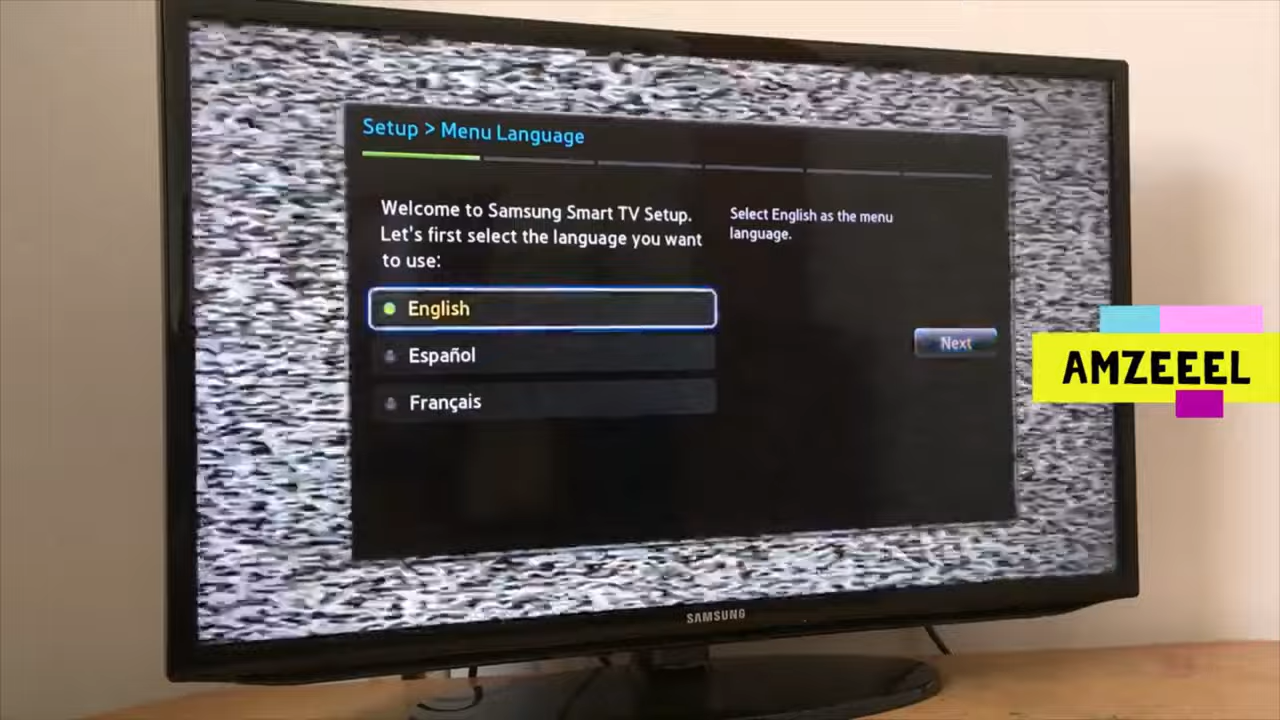 Setup > Menu Language
Welcome to Samsung Smart TV Setup.
Let's first select the language you want
to use:
English
Español
Français
Select English as the menu
language.
Next
AMZEEEL
SAMSUNG